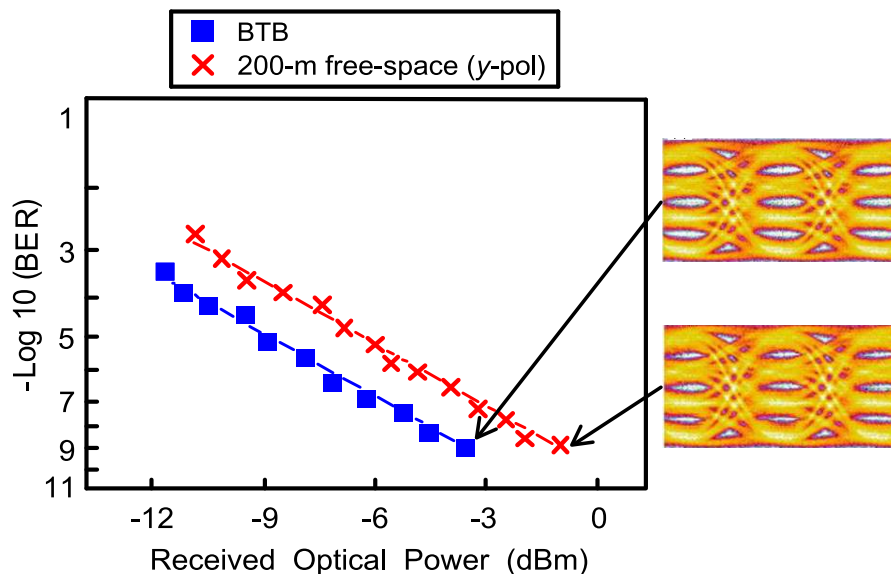 BTB
200-m free-space (y-pol)
1
3
5
7
9
11
-Log 10 (BER)
-12 -9 -6 -3 0
Received Optical Power (dBm)